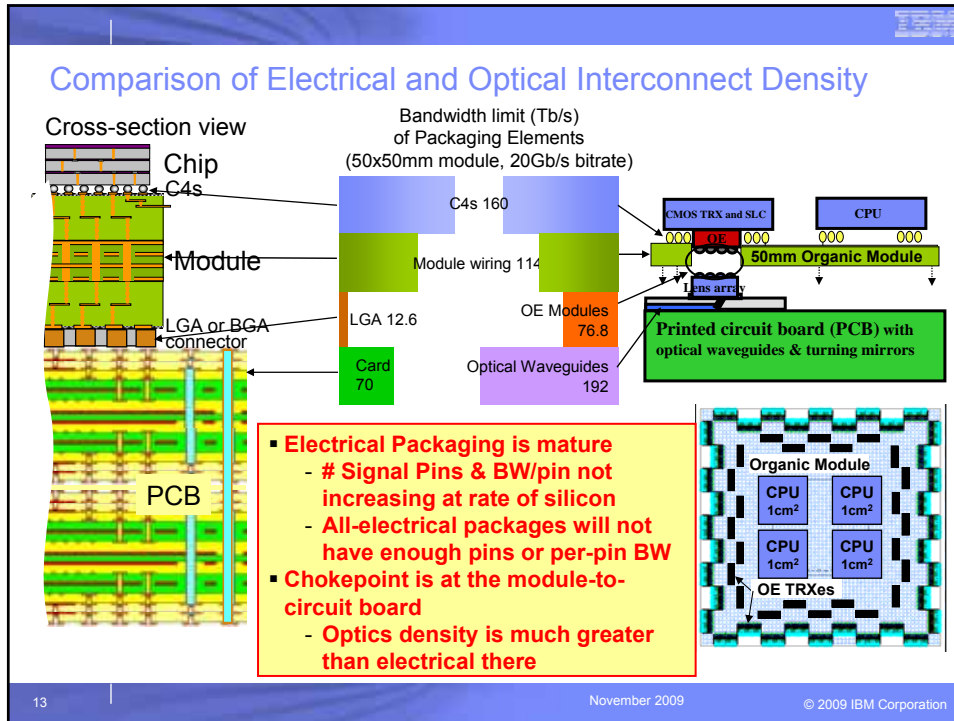 IBM
Comparison of Electrical and Optical Interconnect Density
Cross-section view
Chip
C4s
Module
LGA or BGA
connector
PCB
Bandwidth limit (Tb/s)
of Packaging Elements
(50x50mm module, 20Gb/s bitrate)
C4s 160
Module wiring 114
LGA 12.6
OE Modules
76.8
Card
70
Optical Waveguides
192
CMOS TRX and SLC
CPU
OE
50mm Organic Module
Lens array
Printed circuit board (PCB) with
optical waveguides & turning mirrors
▪ Electrical Packaging is mature
- # Signal Pins & BW/pin not
increasing at rate of silicon
- All-electrical packages will not
have enough pins or per-pin BW
▪ Chokepoint is at the module-to-
circuit board
- Optics density is much greater
than electrical there
Organic Module
CPU
1cm²
CPU
1cm²
CPU
1cm²
CPU
1cm²
OE TRXes
13
November 2009
© 2009 IBM Corporation